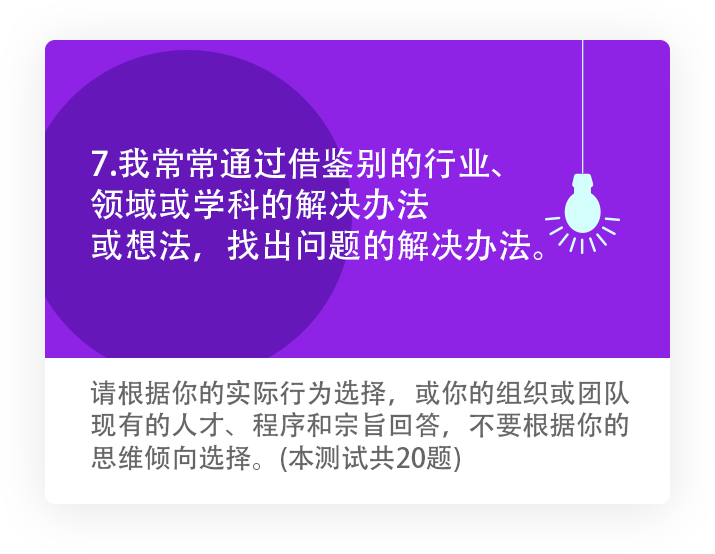 7.我常常通过借鉴别的行业、
领域或学科的解决办法
或想法，找出问题的解决办法。
请根据你的实际行为选择，或你的组织或团队
现有的人才、程序和宗旨回答，不要根据你的
思维倾向选择。(本测试共20题)